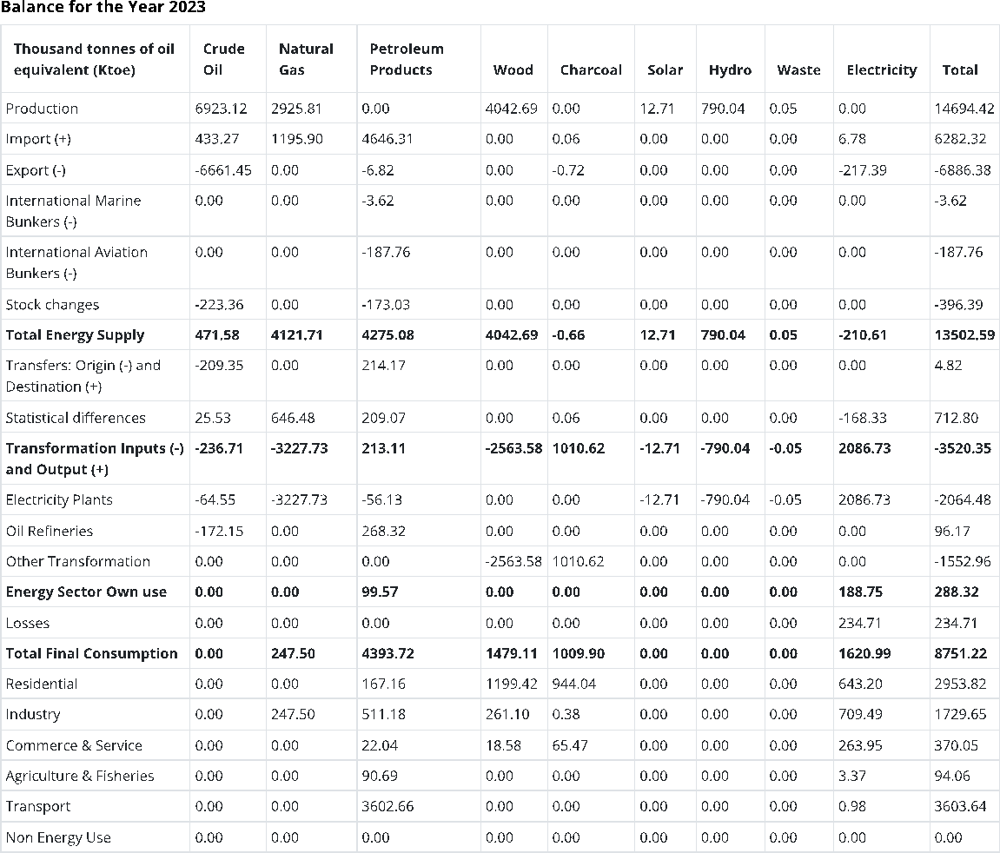 Balance for the Year 2023
Thousand tonnes of oil equivalent (Ktoe) Crude Oil Natural Gas Petroleum Products Wood Charcoal Solar Hydro Waste Electricity Total
Production 6923.12 2925.81 0.00 4042.69 0.00 12.71 790.04 0.05 0.00 14694.42
Import (+) 433.27 1195.90 4646.31 0.00 0.06 0.00 0.00 0.00 6.78 6282.32
Export (-) -6661.45 0.00 -6.82 0.00 -0.72 0.00 0.00 0.00 -217.39 -6886.38
International Marine Bunkers (-) 0.00 0.00 -3.62 0.00 0.00 0.00 0.00 0.00 0.00 -3.62
International Aviation Bunkers (-) 0.00 0.00 -187.76 0.00 0.00 0.00 0.00 0.00 0.00 -187.76
Stock changes -223.36 0.00 -173.03 0.00 0.00 0.00 0.00 0.00 0.00 -396.39
Total Energy Supply 471.58 4121.71 4275.08 4042.69 -0.66 12.71 790.04 0.05 -210.61 13502.59
Transfers: Origin (-) and Destination (+) -209.35 0.00 214.17 0.00 0.00 0.00 0.00 0.00 0.00 4.82
Statistical differences 25.53 646.48 209.07 0.00 0.06 0.00 0.00 0.00 -168.33 712.80
Transformation Inputs (-) and Output (+) -236.71 -3227.73 213.11 -2563.58 1010.62 -12.71 -790.04 -0.05 2086.73 -3520.35
Electricity Plants -64.55 -3227.73 -56.13 0.00 0.00 -12.71 -790.04 -0.05 2086.73 -2064.48
Oil Refineries -172.15 0.00 268.32 0.00 0.00 0.00 0.00 0.00 0.00 96.17
Other Transformation 0.00 0.00 0.00 -2563.58 1010.62 0.00 0.00 0.00 0.00 -1552.96
Energy Sector Own use 0.00 0.00 99.57 0.00 0.00 0.00 0.00 0.00 188.75 288.32
Losses 0.00 0.00 0.00 0.00 0.00 0.00 0.00 0.00 234.71 234.71
Total Final Consumption 0.00 247.50 4393.72 1479.11 1009.90 0.00 0.00 0.00 1620.99 8751.22
Residential 0.00 0.00 167.16 1199.42 944.04 0.00 0.00 0.00 643.20 2953.82
Industry 0.00 247.50 511.18 261.10 0.38 0.00 0.00 0.00 709.49 1729.65
Commerce & Service 0.00 0.00 22.04 18.58 65.47 0.00 0.00 0.00 263.95 370.05
Agriculture & Fisheries 0.00 0.00 90.69 0.00 0.00 0.00 0.00 0.00 3.37 94.06
Transport 0.00 0.00 3602.66 0.00 0.00 0.00 0.00 0.00 0.98 3603.64
Non Energy Use 0.00 0.00 0.00 0.00 0.00 0.00 0.00 0.00 0.00 0.00